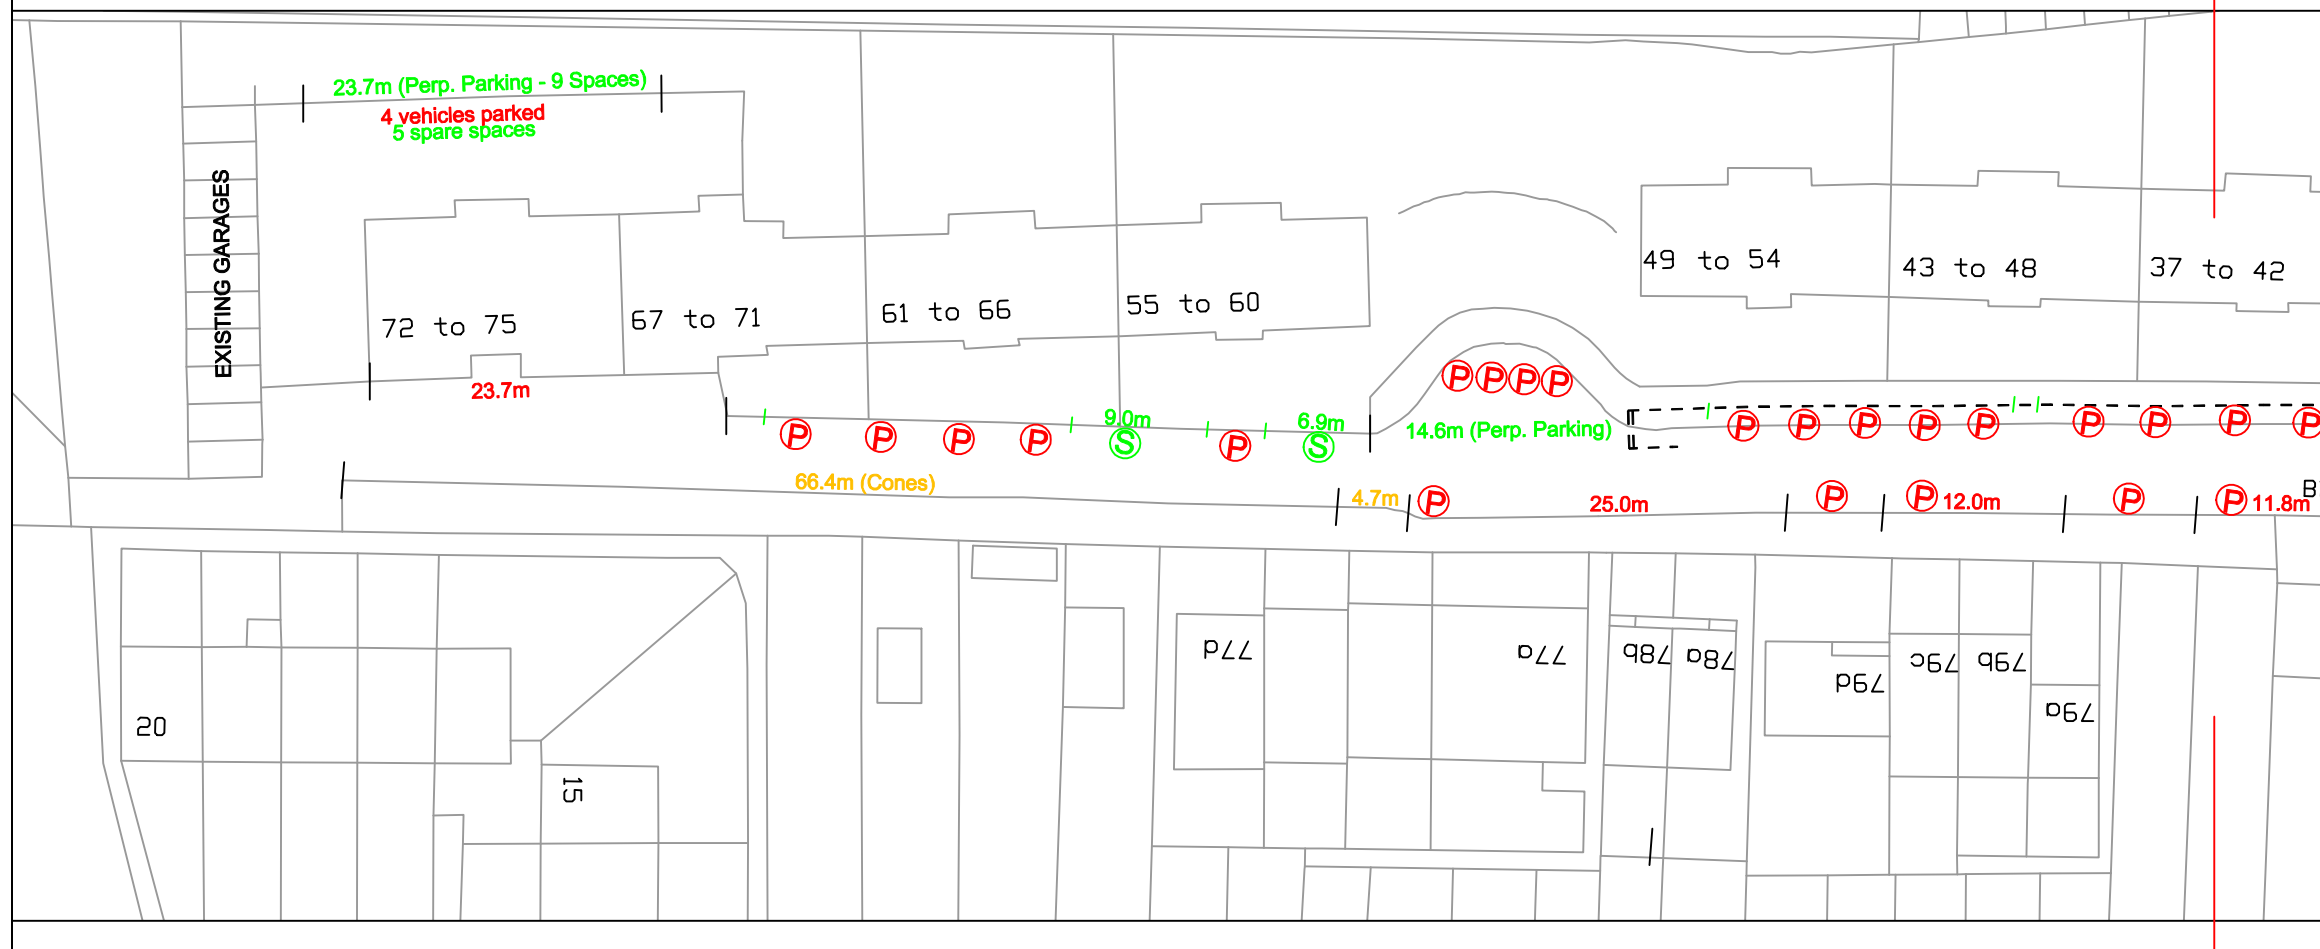 23.7m (Perp. Parking - 9 Spaces)
4 vehicles parked
5 spare spaces
EXISTING GARAGES
49 to 54
43 to 48
37 to 42
55 to 60
61 to 66
67 to 71
72 to 75
23.7m
P P P P
9.0m
6.9m
14.6m (Perp. Parking)
P P P P S P S P P P P P P P P P
66.4m (Cones)
4.7m
P
25.0m
P
P
12.0m
P
P
11.8m
B
77d
77a
78b
78a
79d
79c
79b
79a
20
15